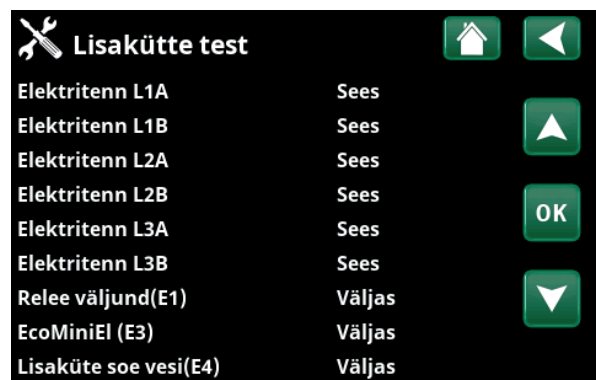 Lisakütte test
Elektritenn L1A Sees
Elektritenn L1B Sees
Elektritenn L2A Sees
Elektritenn L2B Sees
Elektritenn L3A Sees
Elektritenn L3B Sees
OK
Relee väljund(E1) Väljas
EcoMiniEl (E3) Väljas
Lisaküte soe vesi(E4) Väljas